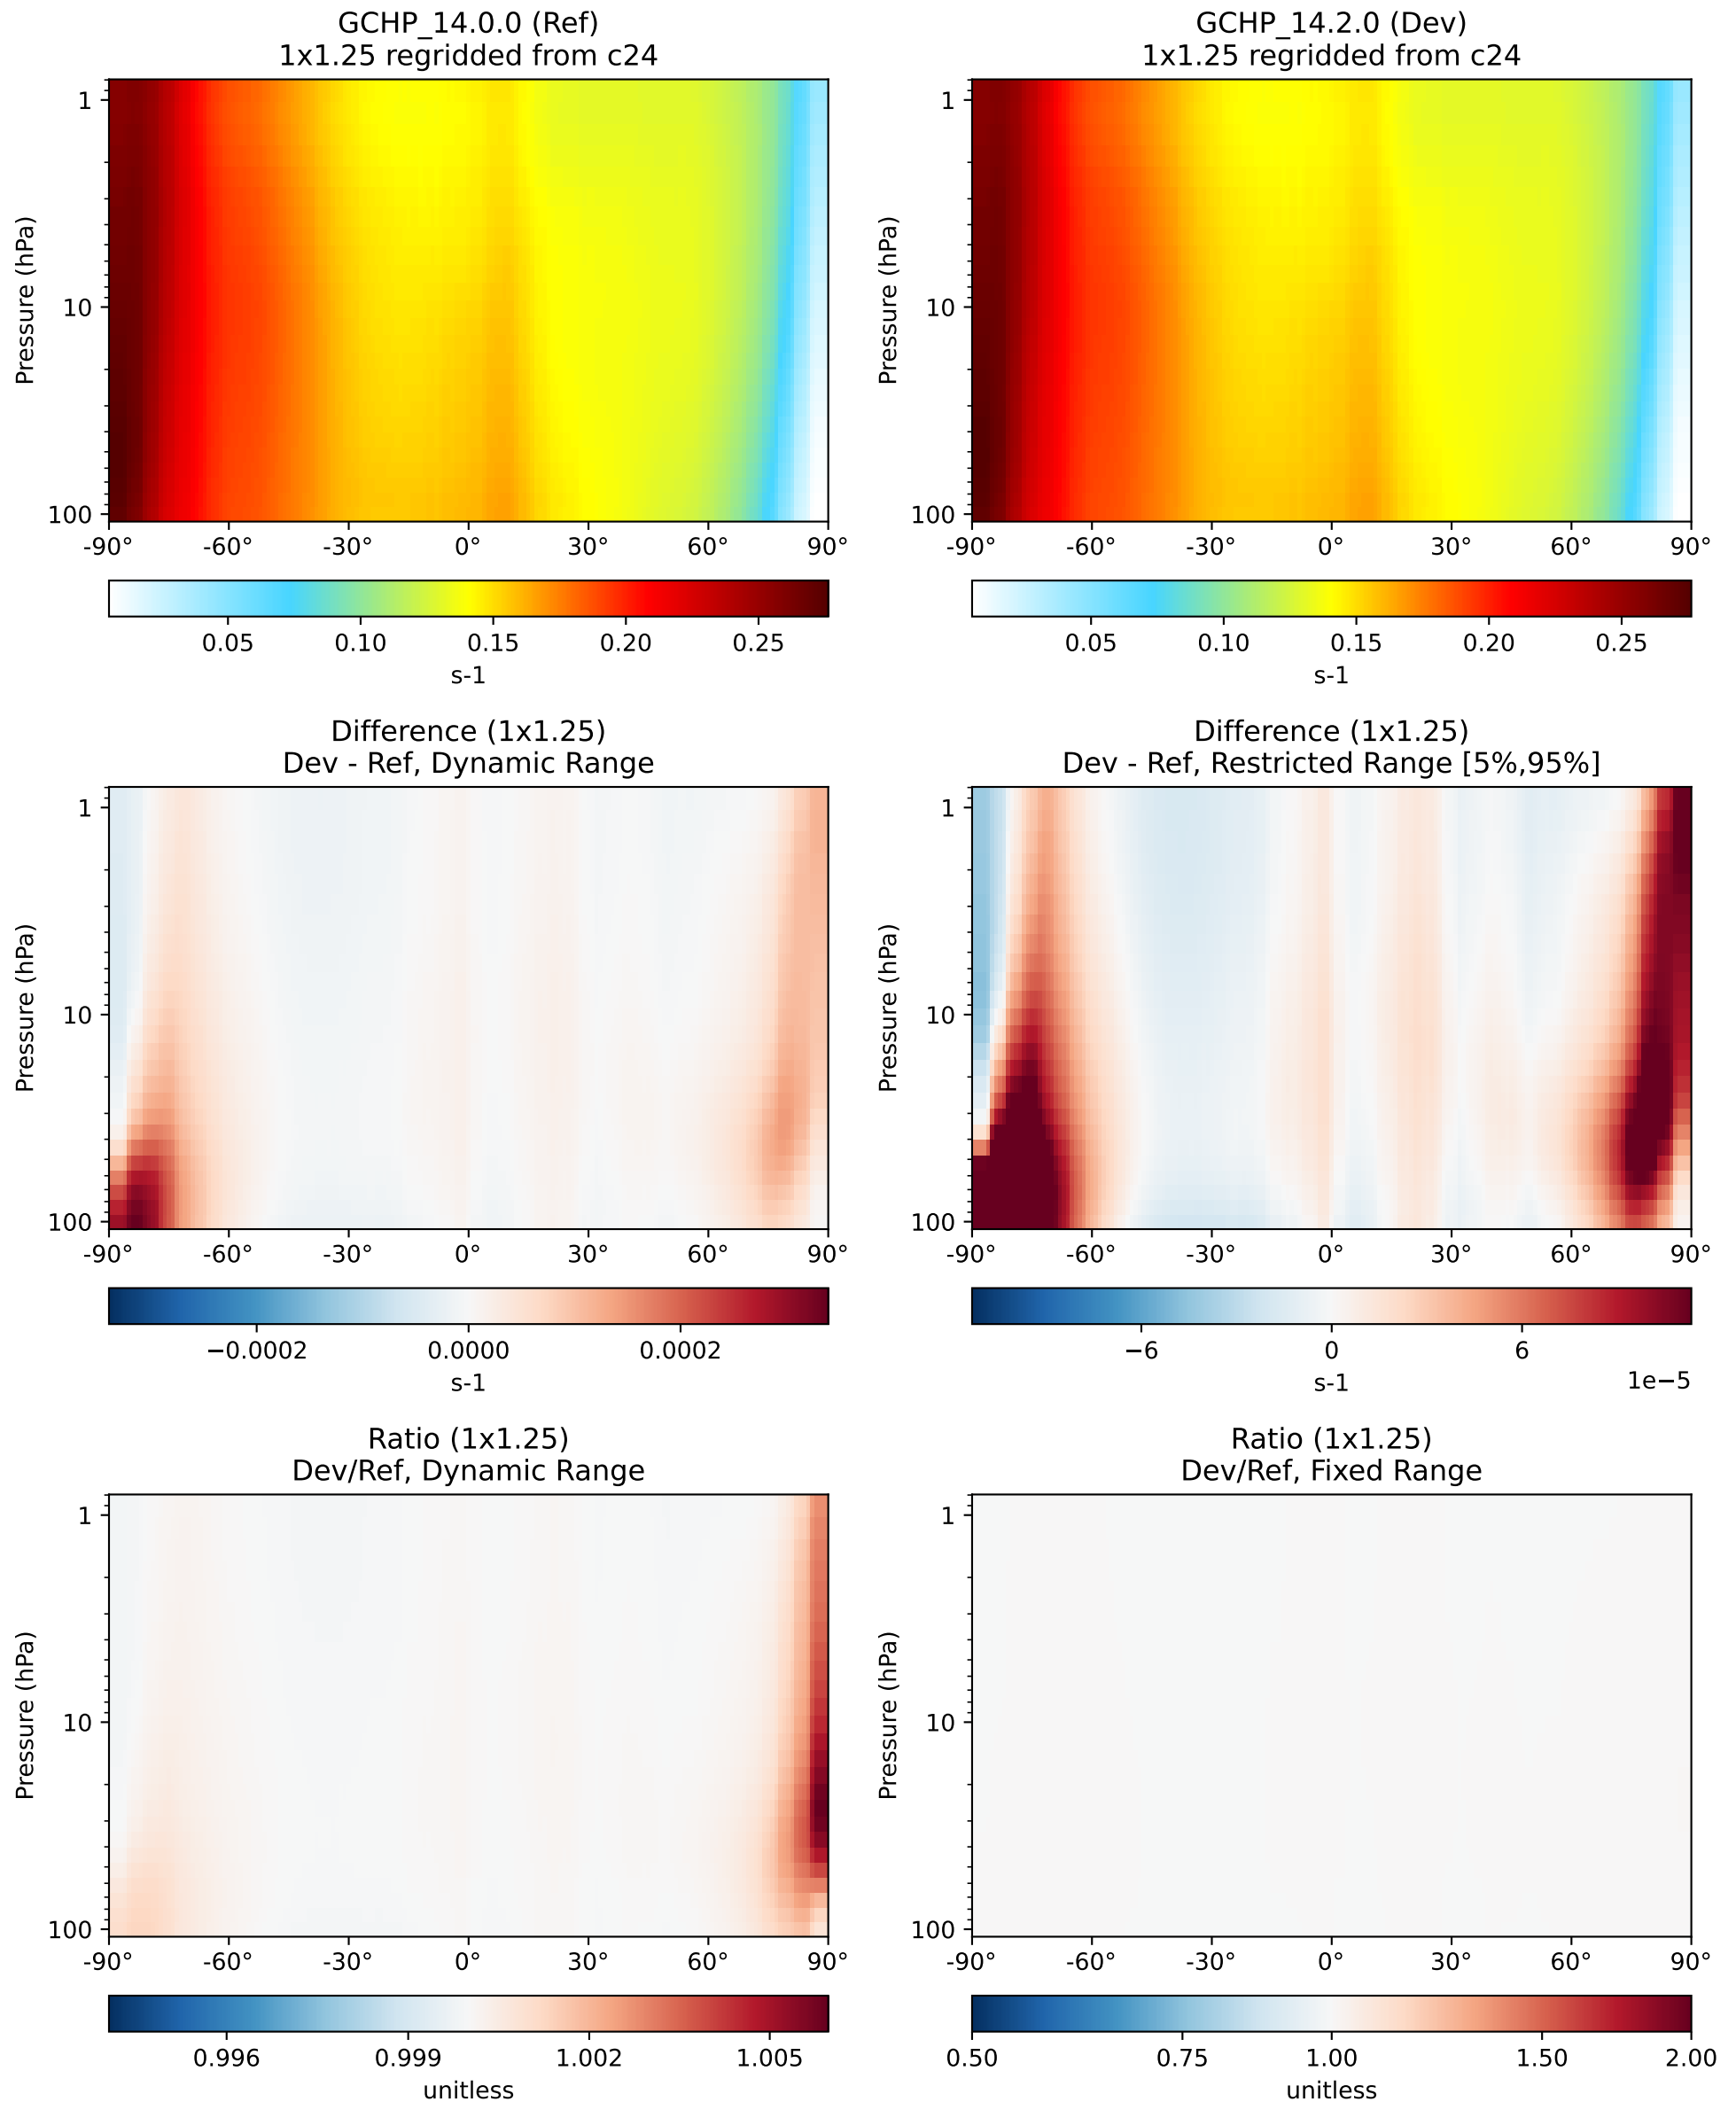 GCHP_14.0.0 (Ref)
1x1.25 regridded from c24
Pressure (hPa)
1
10
100
-90° -60° -30° 0° 30° 60° 90°
0.05 0.10 0.15 0.20 0.25
s-1
GCHP_14.2.0 (Dev)
1x1.25 regridded from c24
Pressure (hPa)
1
10
100
-90° -60° -30° 0° 30° 60° 90°
0.05 0.10 0.15 0.20 0.25
s-1
Difference (1x1.25)
Dev - Ref, Dynamic Range
Pressure (hPa)
1
10
100
-90° -60° -30° 0° 30° 60° 90°
−0.0002 0.0000 0.0002
s-1
Difference (1x1.25)
Dev - Ref, Restricted Range [5%,95%]
Pressure (hPa)
1
10
100
-90° -60° -30° 0° 30° 60° 90°
−6 0 6
s-1
1e−5
Ratio (1x1.25)
Dev/Ref, Dynamic Range
Pressure (hPa)
1
10
100
-90° -60° -30° 0° 30° 60° 90°
0.996 0.999 1.002 1.005
unitless
Ratio (1x1.25)
Dev/Ref, Fixed Range
Pressure (hPa)
1
10
100
-90° -60° -30° 0° 30° 60° 90°
0.50 0.75 1.00 1.50 2.00
unitless